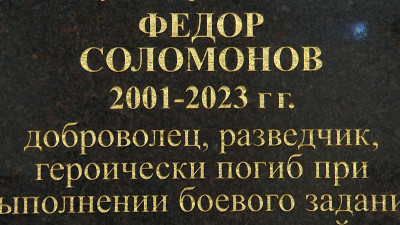 ФЕДОР
СОЛОМОНОВ
2001-2023 г г.
доброволец, разведчик,
героически погиб при
ыполнении боевого задани